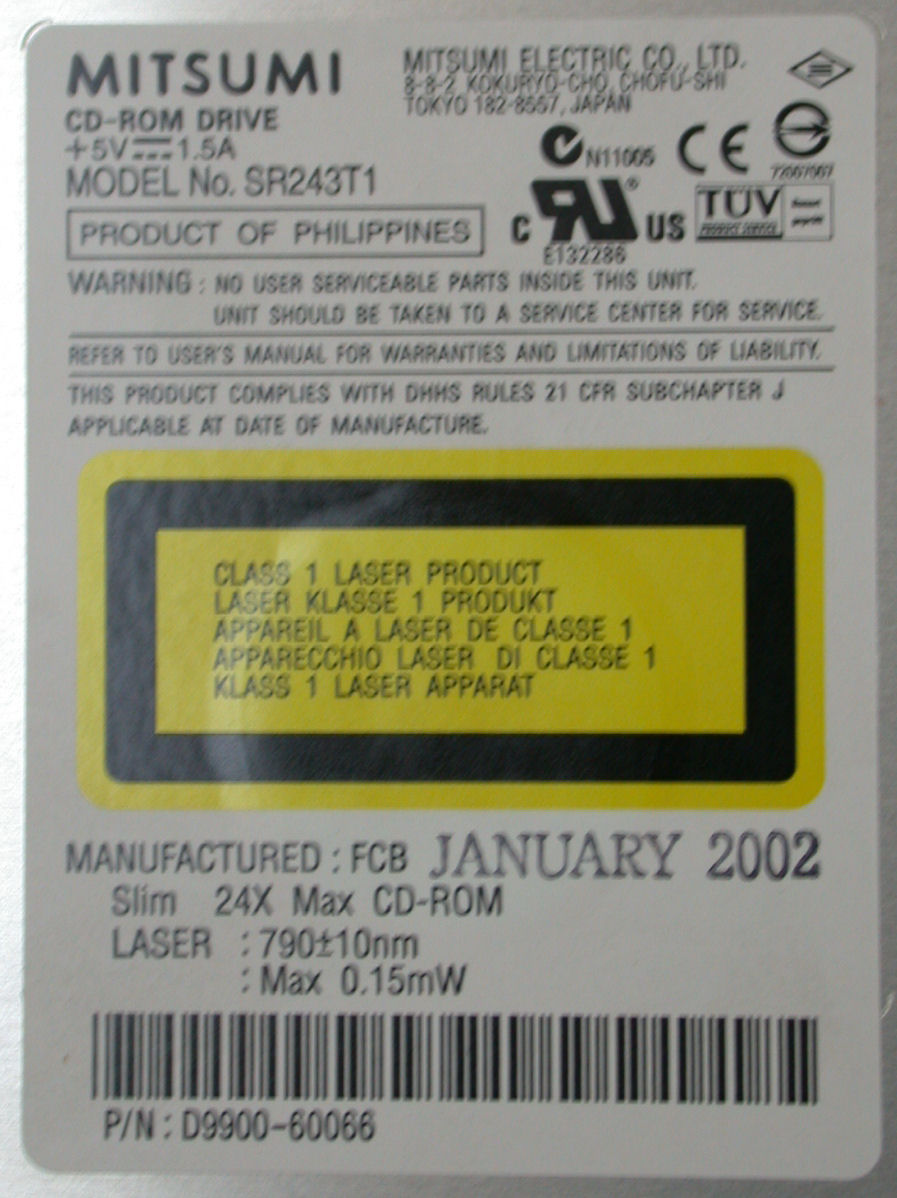 MITSUMI
CD-ROM DRIVE
+5V⎓1.5A
MODEL No. SR243T1
MITSUMI ELECTRIC CO., LTD.
8-8-2, KOKURYO-CHO, CHOFU-SHI
TOKYO 182-8557, JAPAN
N11005
CE
72007007
PRODUCT OF PHILIPPINES
C RU US
®
E132286
TÜV
PRODUCT SERVICE
WARNING : NO USER SERVICEABLE PARTS INSIDE THIS UNIT.
UNIT SHOULD BE TAKEN TO A SERVICE CENTER FOR SERVICE.
REFER TO USER'S MANUAL FOR WARRANTIES AND LIMITATIONS OF LIABILITY.
THIS PRODUCT COMPLIES WITH DHHS RULES 21 CFR SUBCHAPTER J
APPLICABLE AT DATE OF MANUFACTURE.
CLASS 1 LASER PRODUCT
LASER KLASSE 1 PRODUKT
APPAREIL A LASER DE CLASSE 1
APPARECCHIO LASER DI CLASSE 1
KLASS 1 LASER APPARAT
MANUFACTURED : FCB JANUARY 2002
Slim 24X Max CD-ROM
LASER : 790±10nm
: Max 0.15mW
P/N : D9900-60066